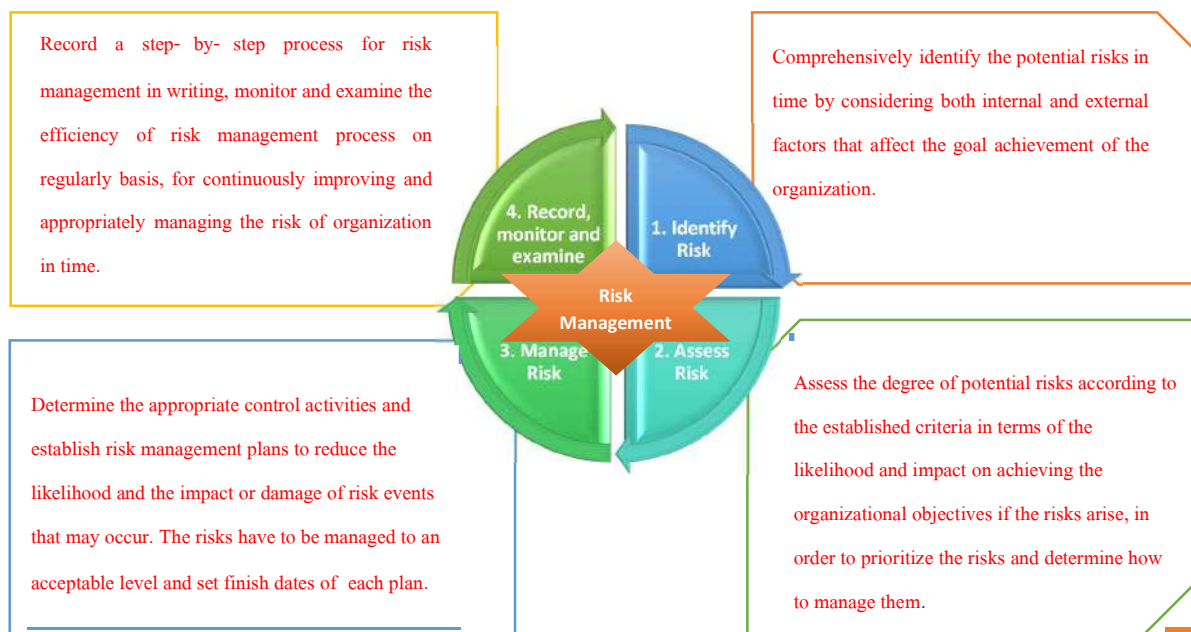 Record a step- by- step process for risk
management in writing, monitor and examine the
efficiency of risk management process on
regularly basis, for continuously improving and
appropriately managing the risk of organization
in time.
Comprehensively identify the potential risks in
time by considering both internal and external
factors that affect the goal achievement of the
organization.
4. Record,
monitor and
examine
1. Identify
Risk
Risk
Management
3. Manage
Risk
2. Assess
Risk
Determine the appropriate control activities and
establish risk management plans to reduce the
likelihood and the impact or damage of risk events
that may occur. The risks have to be managed to an
acceptable level and set finish dates of each plan.
Assess the degree of potential risks according to
the established criteria in terms of the
likelihood and impact on achieving the
organizational objectives if the risks arise, in
order to prioritize the risks and determine how
to manage them.